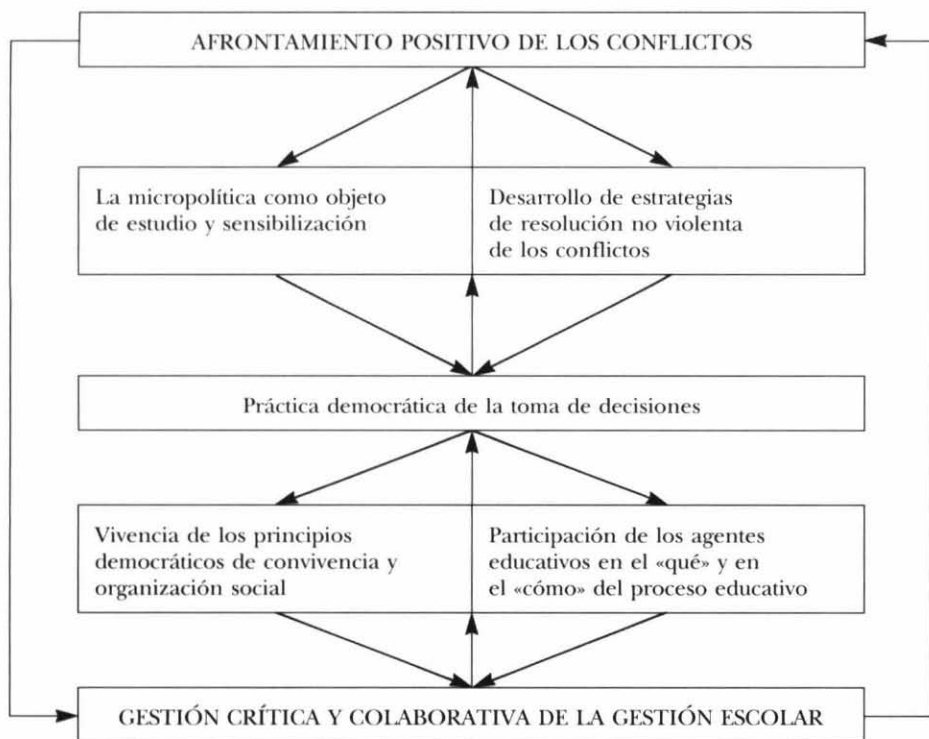 AFRONTAMIENTO POSITIVO DE LOS CONFLICTOS
La micropolítica como objeto
de estudio y sensibilización
Desarrollo de estrategias
de resolución no violenta
de los conflictos
Práctica democrática de la toma de decisiones
Vivencia de los principios
democráticos de convivencia y
organización social
Participación de los agentes
educativos en el «qué» y en
el «cómo» del proceso educativo
GESTIÓN CRÍTICA Y COLABORATIVA DE LA GESTIÓN ESCOLAR